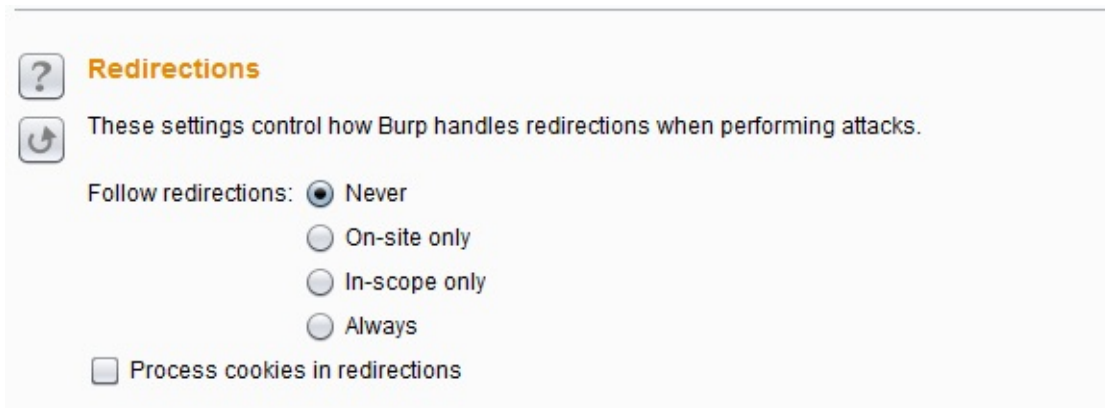 Redirections
These settings control how Burp handles redirections when performing attacks.
Follow redirections: Never
On-site only
In-scope only
Always
Process cookies in redirections